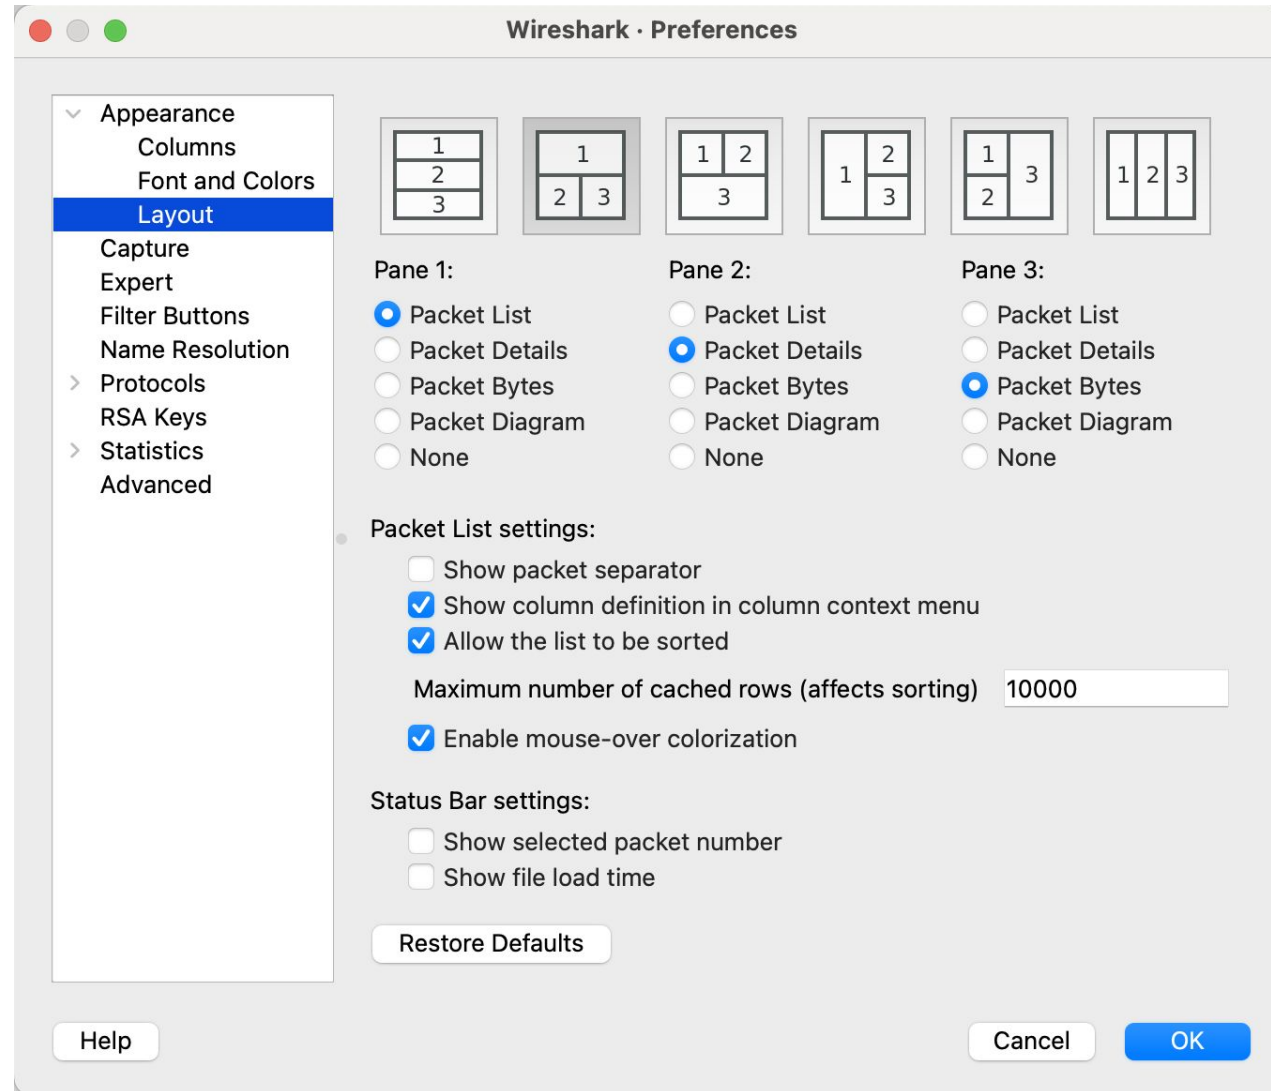 Wireshark · Preferences
Appearance
Columns
Font and Colors
Layout
Capture
Expert
Filter Buttons
Name Resolution
Protocols
RSA Keys
Statistics
Advanced
1
2
3
1
2 3
1 2
3
1
2
3
1
2
3
1 2 3
Pane 1:
Packet List
Packet Details
Packet Bytes
Packet Diagram
None
Pane 2:
Packet List
Packet Details
Packet Bytes
Packet Diagram
None
Pane 3:
Packet List
Packet Details
Packet Bytes
Packet Diagram
None
Packet List settings:
Show packet separator
Show column definition in column context menu
Allow the list to be sorted
Maximum number of cached rows (affects sorting) 10000
Enable mouse-over colorization
Status Bar settings:
Show selected packet number
Show file load time
Restore Defaults
Help
Cancel
OK